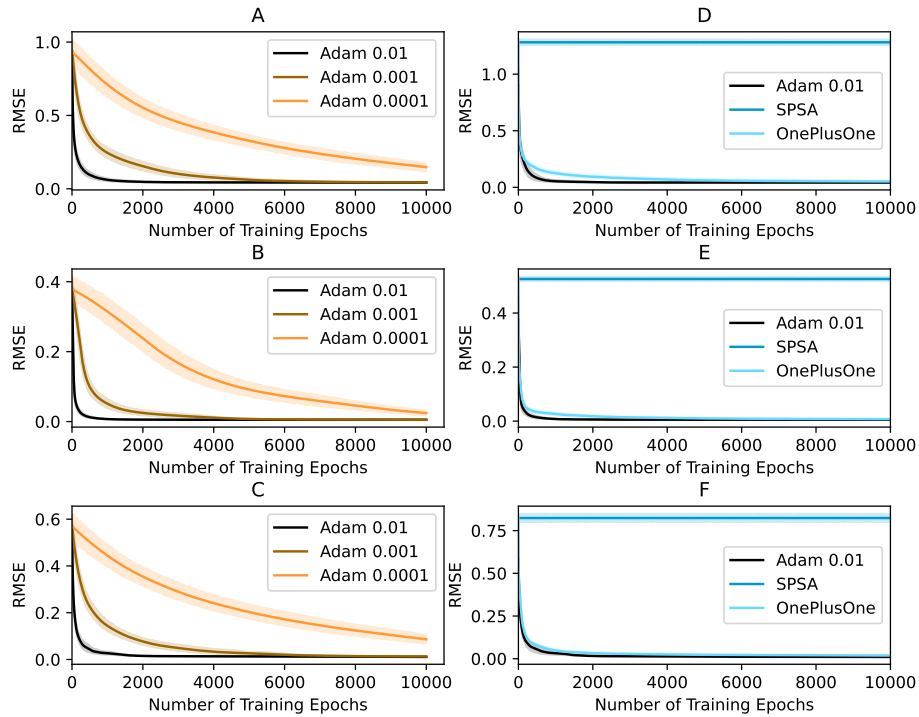 A
RMSE
1.0
0.5
0.0
Adam 0.01
Adam 0.001
Adam 0.0001
0 2000 4000 6000 8000 10000
Number of Training Epochs
D
RMSE
1.0
0.5
0.0
Adam 0.01
SPSA
OnePlusOne
0 2000 4000 6000 8000 10000
Number of Training Epochs
B
RMSE
0.4
0.2
0.0
Adam 0.01
Adam 0.001
Adam 0.0001
0 2000 4000 6000 8000 10000
Number of Training Epochs
E
RMSE
0.4
0.2
0.0
Adam 0.01
SPSA
OnePlusOne
0 2000 4000 6000 8000 10000
Number of Training Epochs
C
RMSE
0.6
0.4
0.2
0.0
Adam 0.01
Adam 0.001
Adam 0.0001
0 2000 4000 6000 8000 10000
Number of Training Epochs
F
RMSE
0.75
0.50
0.25
0.00
Adam 0.01
SPSA
OnePlusOne
0 2000 4000 6000 8000 10000
Number of Training Epochs